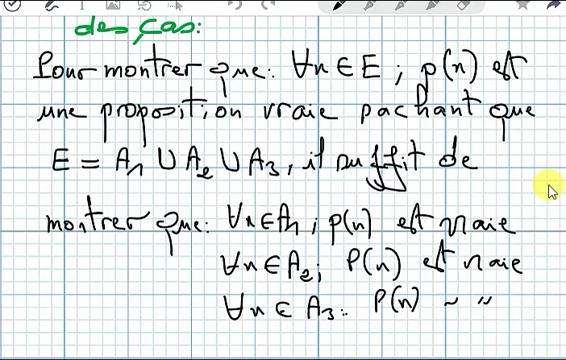 des cas:
Pour montrer que: ∀n ∈ E ; p(n) est
une proposition vraie sachant que
E = A₁ ∪ A₂ ∪ A₃, il suffit de
montrer que: ∀n ∈ A₁ ; p(n) est vraie
∀n ∈ A₂ ; P(n) est vraie
∀n ∈ A₃ : P(n) ~ "